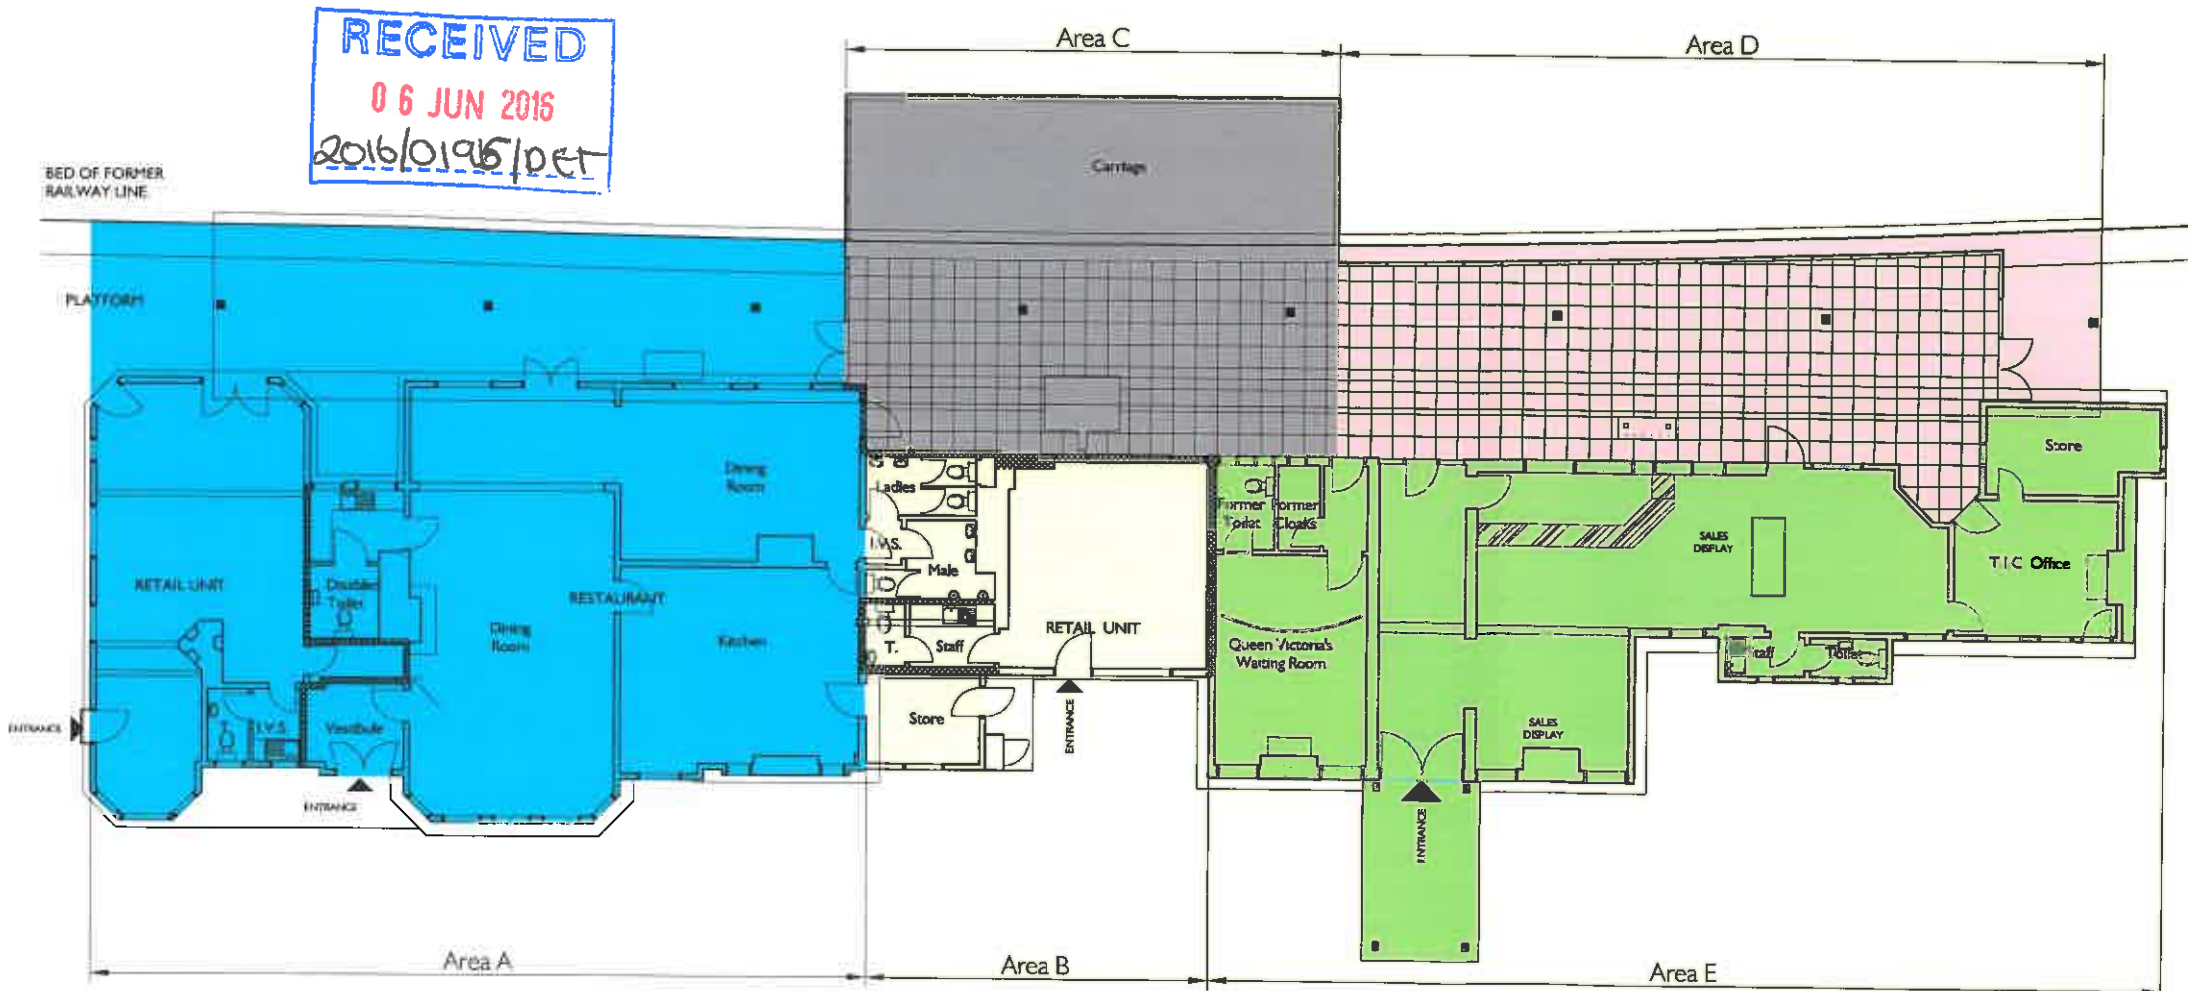 RECEIVED
06 JUN 2016
2016/0195/DET
Area C
Area D
Carriage
BED OF FORMER
RAILWAY LINE
PLATFORM
Dining
Room
Ladies
I.V.S.
Male
T.
Staff
RETAIL UNIT
Store
ENTRANCE
RETAIL UNIT
Disabled
Toilet
RESTAURANT
Dining
Room
Kitchen
T.
I.V.S
Vestibule
ENTRANCE
ENTRANCE
Former
Toilet
Former
Cloaks
Queen Victoria's
Waiting Room
SALES
DISPLAY
SALES
DISPLAY
Store
T I C Office
Staff
Toilet
ENTRANCE
Area A
Area B
Area E